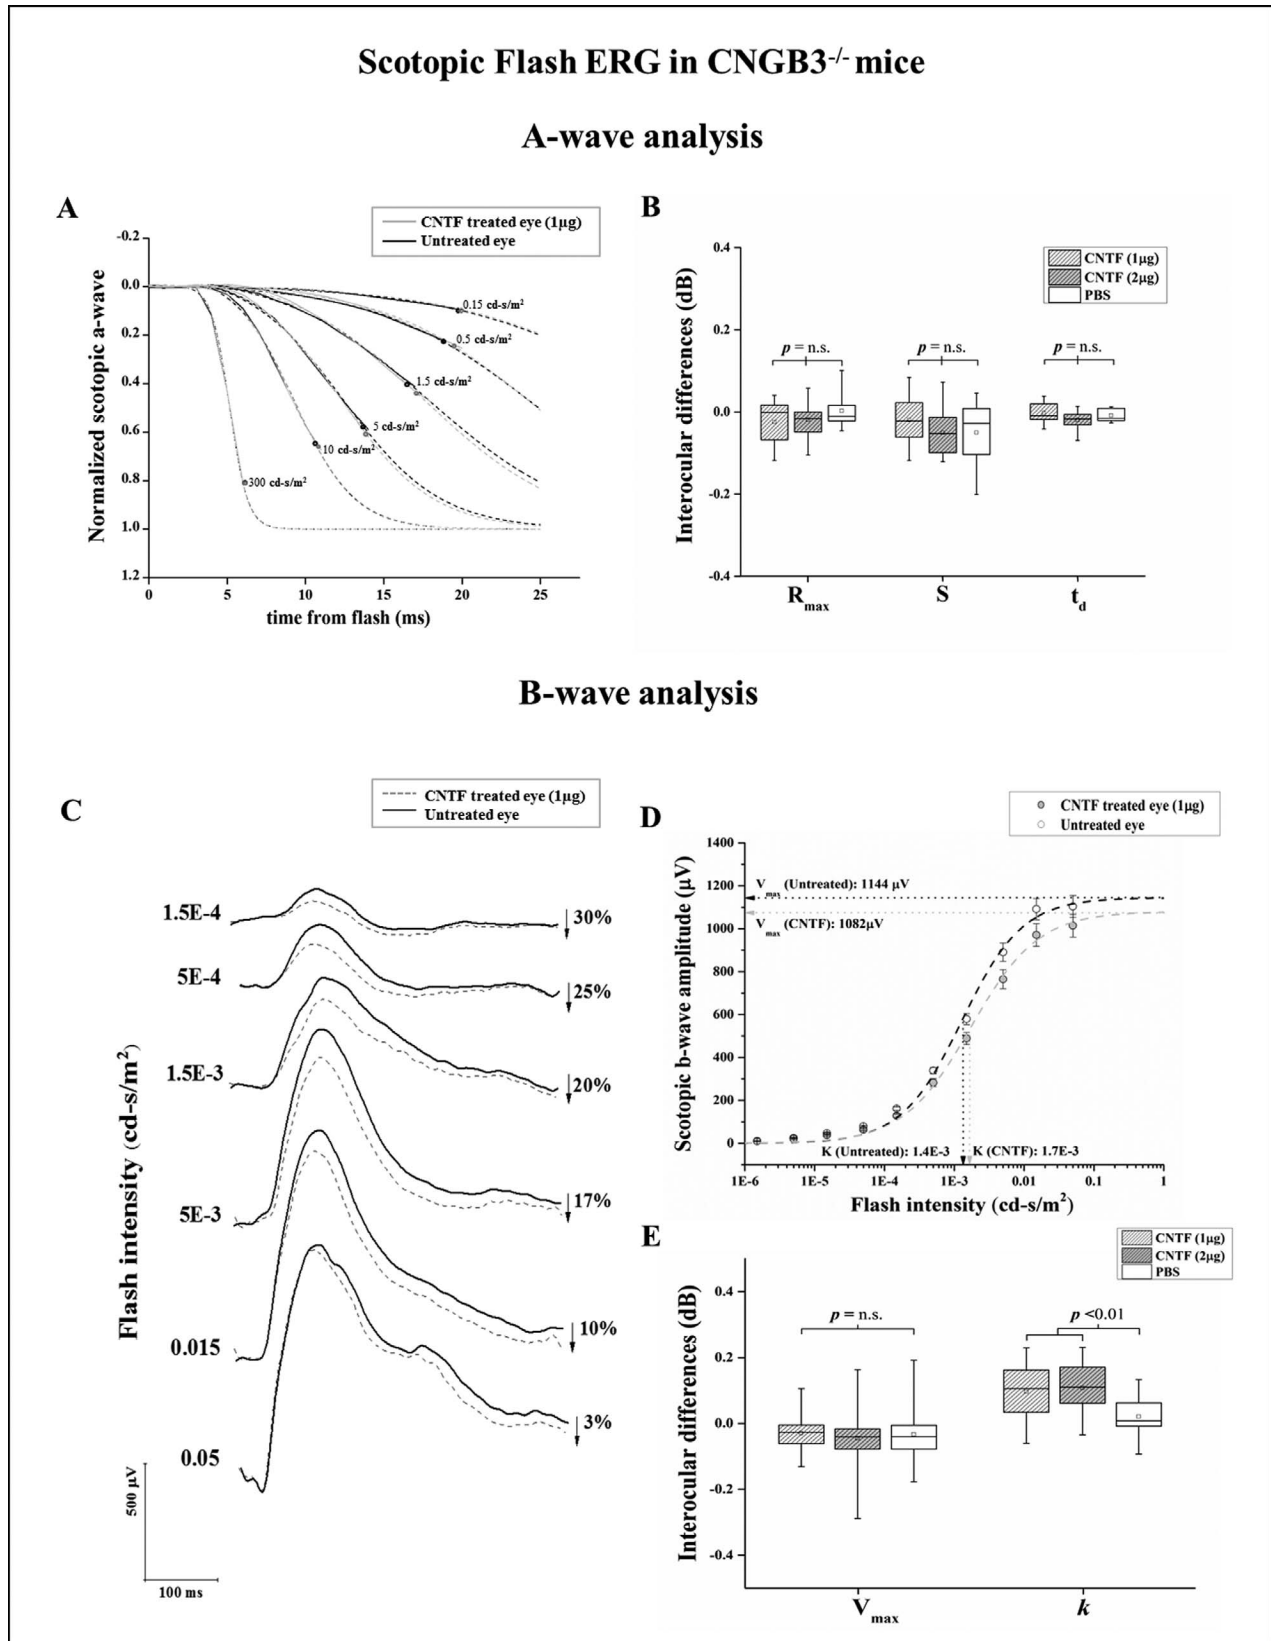 Scotopic Flash ERG in CNGB3-/- mice
A-wave analysis
A
CNTF treated eye (1μg)
Untreated eye
Normalized scotopic a-wave
-0.2
0.0
0.2
0.4
0.6
0.8
1.0
1.2
0.15 cd-s/m2
0.5 cd-s/m2
1.5 cd-s/m2
5 cd-s/m2
10 cd-s/m2
300 cd-s/m2
0 5 10 15 20 25
time from flash (ms)
B
CNTF (1μg)
CNTF (2μg)
PBS
Interocular differences (dB)
0.4
0.2
0.0
-0.2
-0.4
p = n.s. p = n.s. p = n.s.
Rmax S td
B-wave analysis
C
CNTF treated eye (1μg)
Untreated eye
Flash intensity (cd-s/m2)
1.5E-4 30%
5E-4 25%
1.5E-3 20%
5E-3 17%
0.015 10%
0.05 3%
500 μV
100 ms
D
CNTF treated eye (1μg)
Untreated eye
Scotopic b-wave amplitude (μV)
1400
1200
1000
800
600
400
200
0
Vmax (Untreated): 1144 μV
Vmax (CNTF): 1082μV
K (Untreated): 1.4E-3 K (CNTF): 1.7E-3
1E-6 1E-5 1E-4 1E-3 0.01 0.1 1
Flash intensity (cd-s/m2)
E
CNTF (1μg)
CNTF (2μg)
PBS
Interocular differences (dB)
0.4
0.2
0.0
-0.2
-0.4
p = n.s. p <0.01
Vmax k